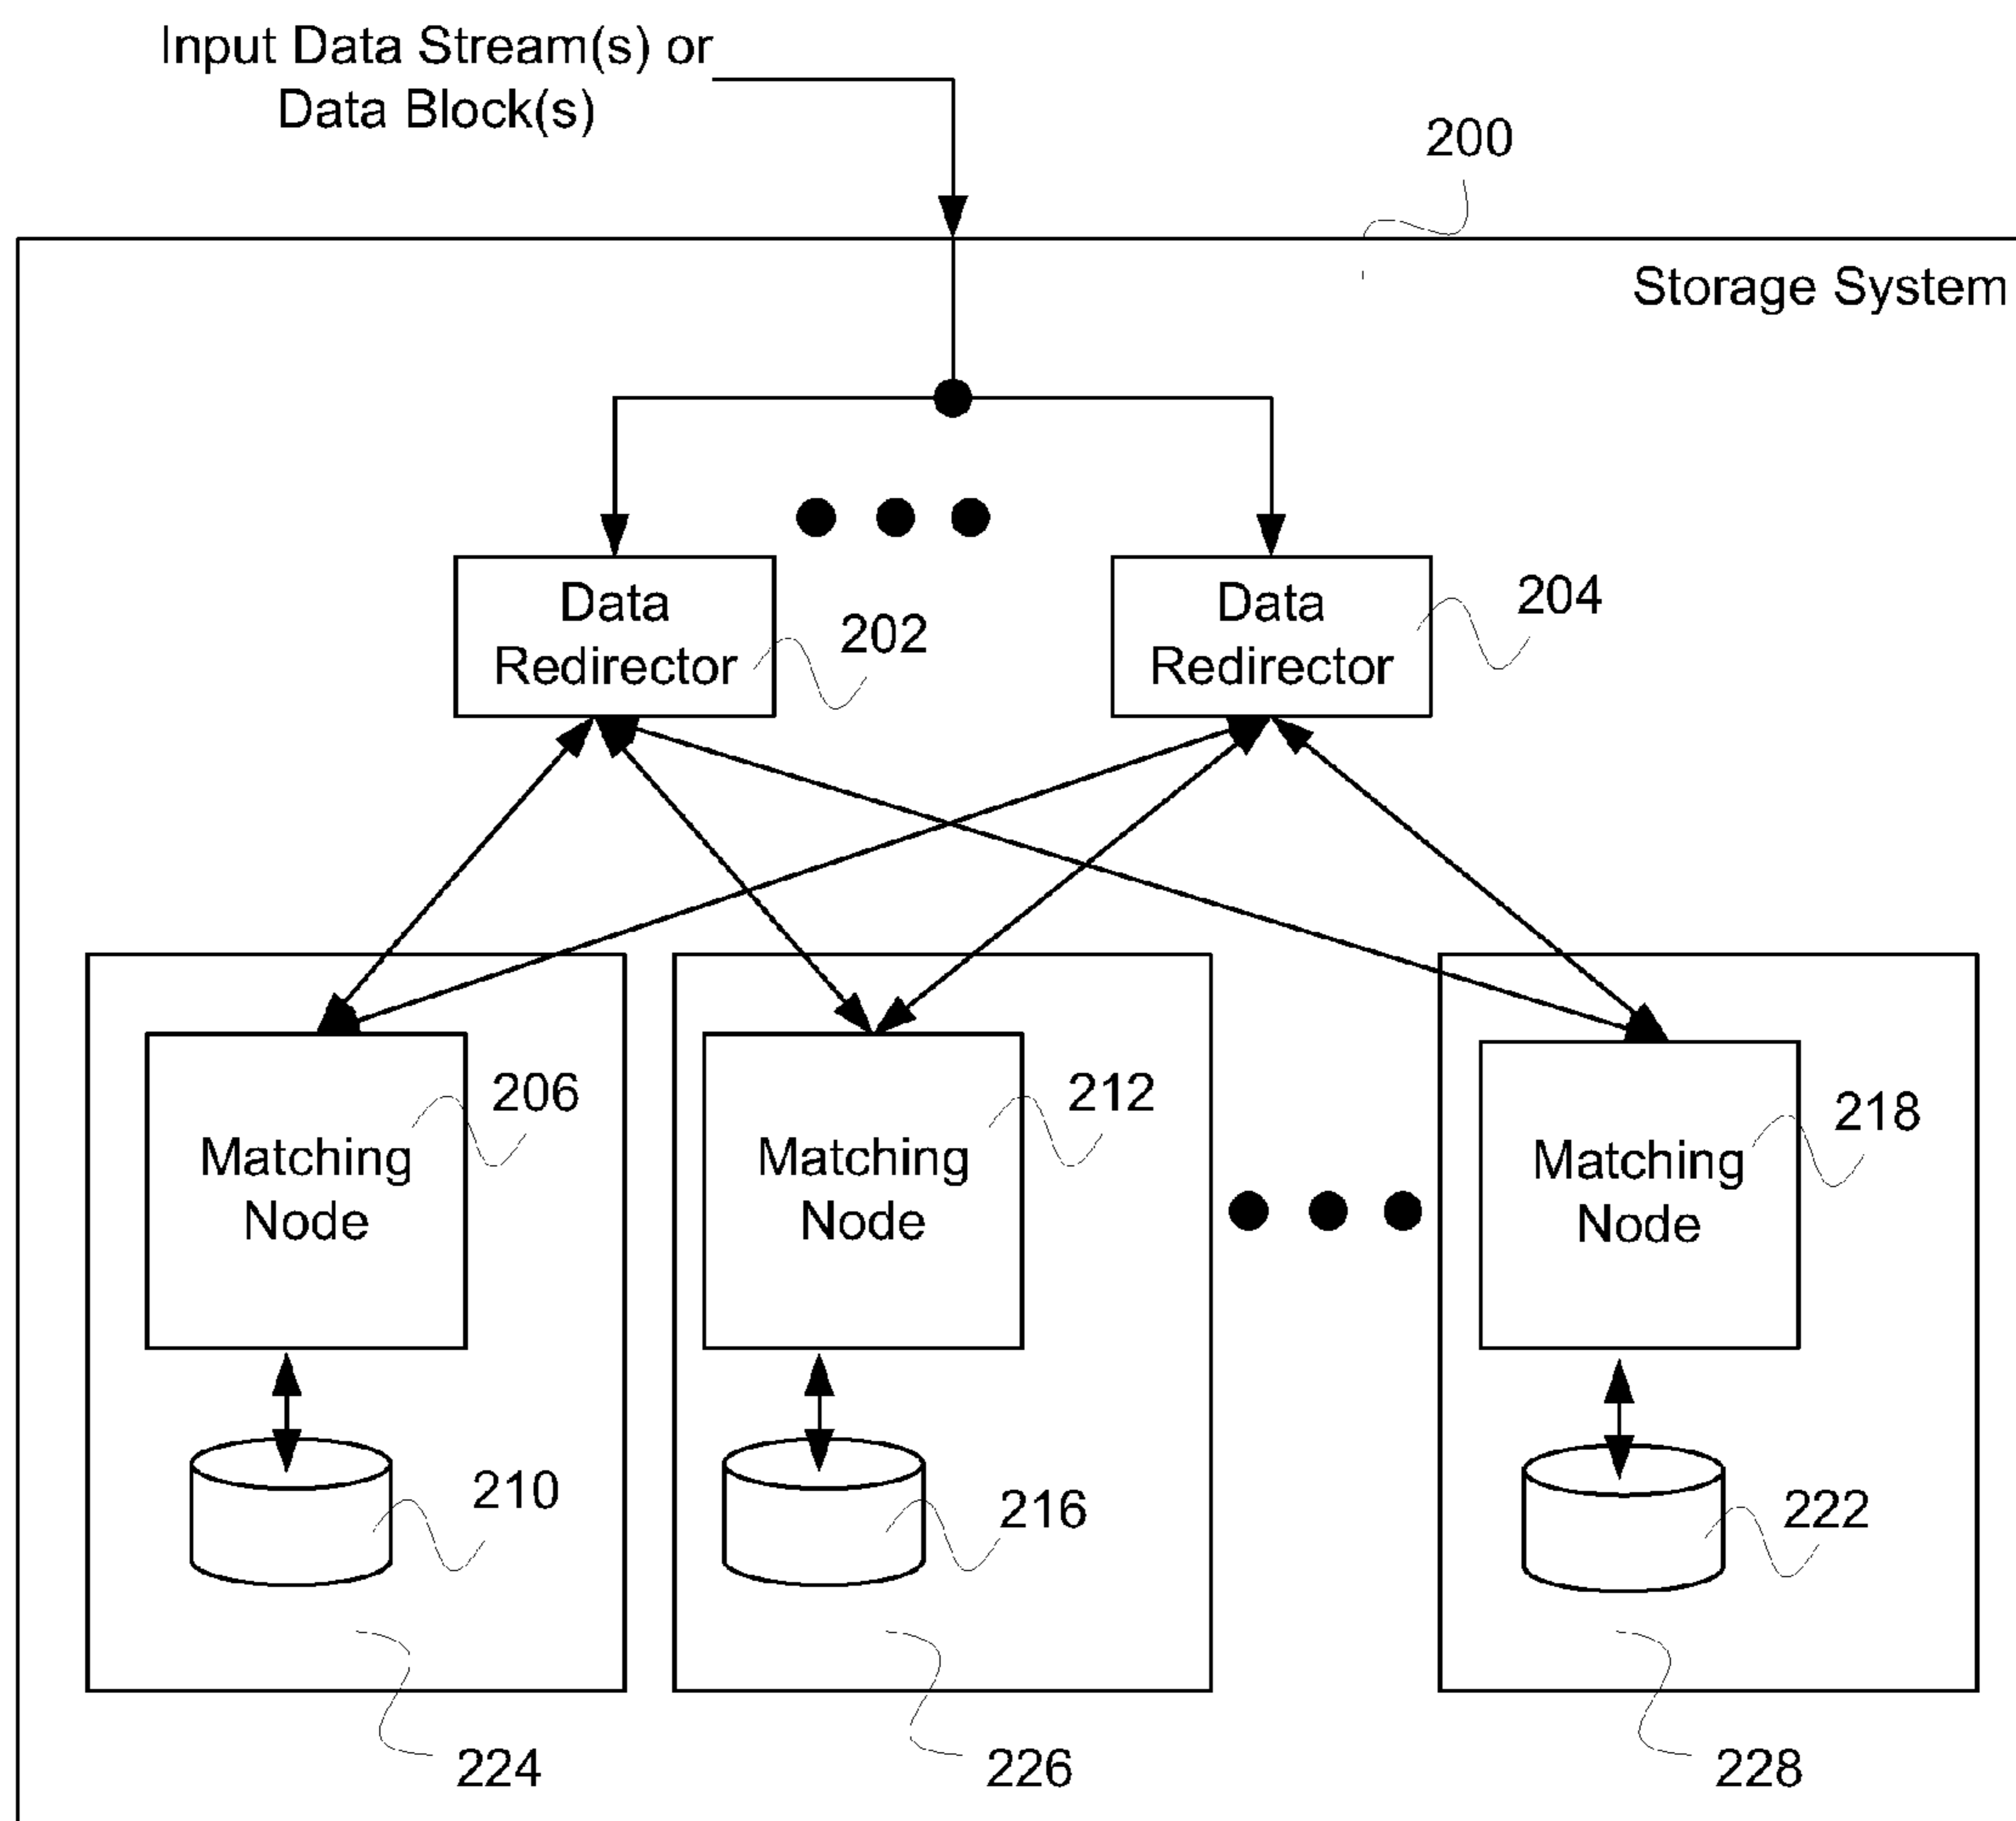 Input Data Stream(s) or
Data Block(s)
200
Storage System
Data
Redirector
202
Data
Redirector
204
Matching
Node
206
Matching
Node
212
Matching
Node
218
210
216
222
224
226
228